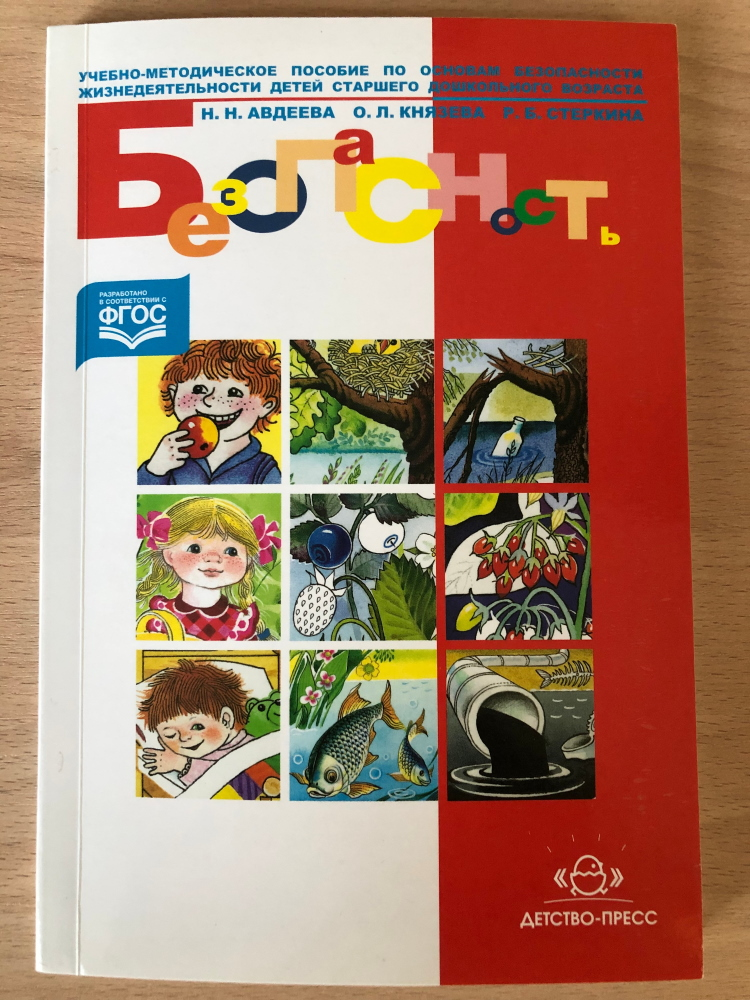 УЧЕБНО-МЕТОДИЧЕСКОЕ ПОСОБИЕ ПО ОСНОВАМ БЕЗОПАСНОСТИ
ЖИЗНЕДЕЯТЕЛЬНОСТИ ДЕТЕЙ СТАРШЕГО ДОШКОЛЬНОГО ВОЗРАСТА
Н. Н. АВДЕЕВА О. Л. КНЯЗЕВА Р. Б. СТЕРКИНА
БезОПаСНосТь
РАЗРАБОТАНО
В СООТВЕТСТВИИ С
ФГОС
ДЕТСТВО-ПРЕСС